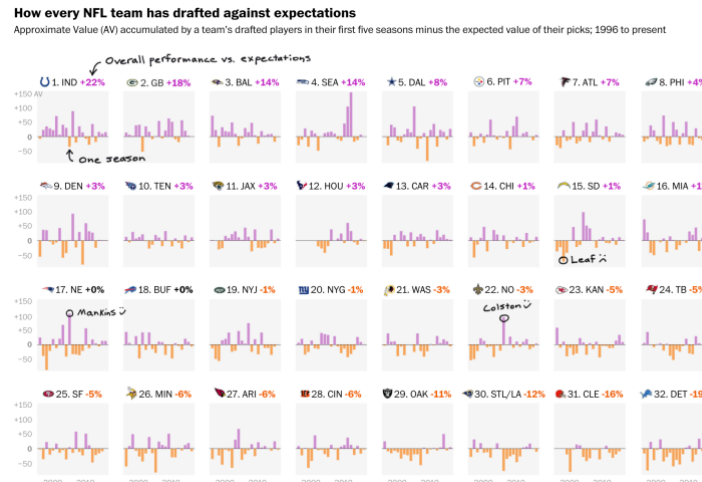 How every NFL team has drafted against expectations
Approximate Value (AV) accumulated by a team's drafted players in their first five seasons minus the expected value of their picks; 1996 to present
Overall performance vs. expectations
1. IND +22% 2. GB +18% 3. BAL +14% 4. SEA +14% 5. DAL +8% 6. PIT +7% 7. ATL +7% 8. PHI +4%
+150 AV
+100
+50
0
−50
One season
9. DEN +3% 10. TEN +3% 11. JAX +3% 12. HOU +3% 13. CAR +3% 14. CHI +1% 15. SD +1% 16. MIA +1
+150
+100
+50
0
−50
Leaf
17. NE +0% 18. BUF +0% 19. NYJ -1% 20. NYG -1% 21. WAS -3% 22. NO -3% 23. KAN -5% 24. TB -5%
+150
+100
+50
0
−50
Mankins
Colston
25. SF -5% 26. MIN -6% 27. ARI -6% 28. CIN -6% 29. OAK -11% 30. STL/LA -12% 31. CLE -16% 32. DET -19
+150
+100
+50
0
−50